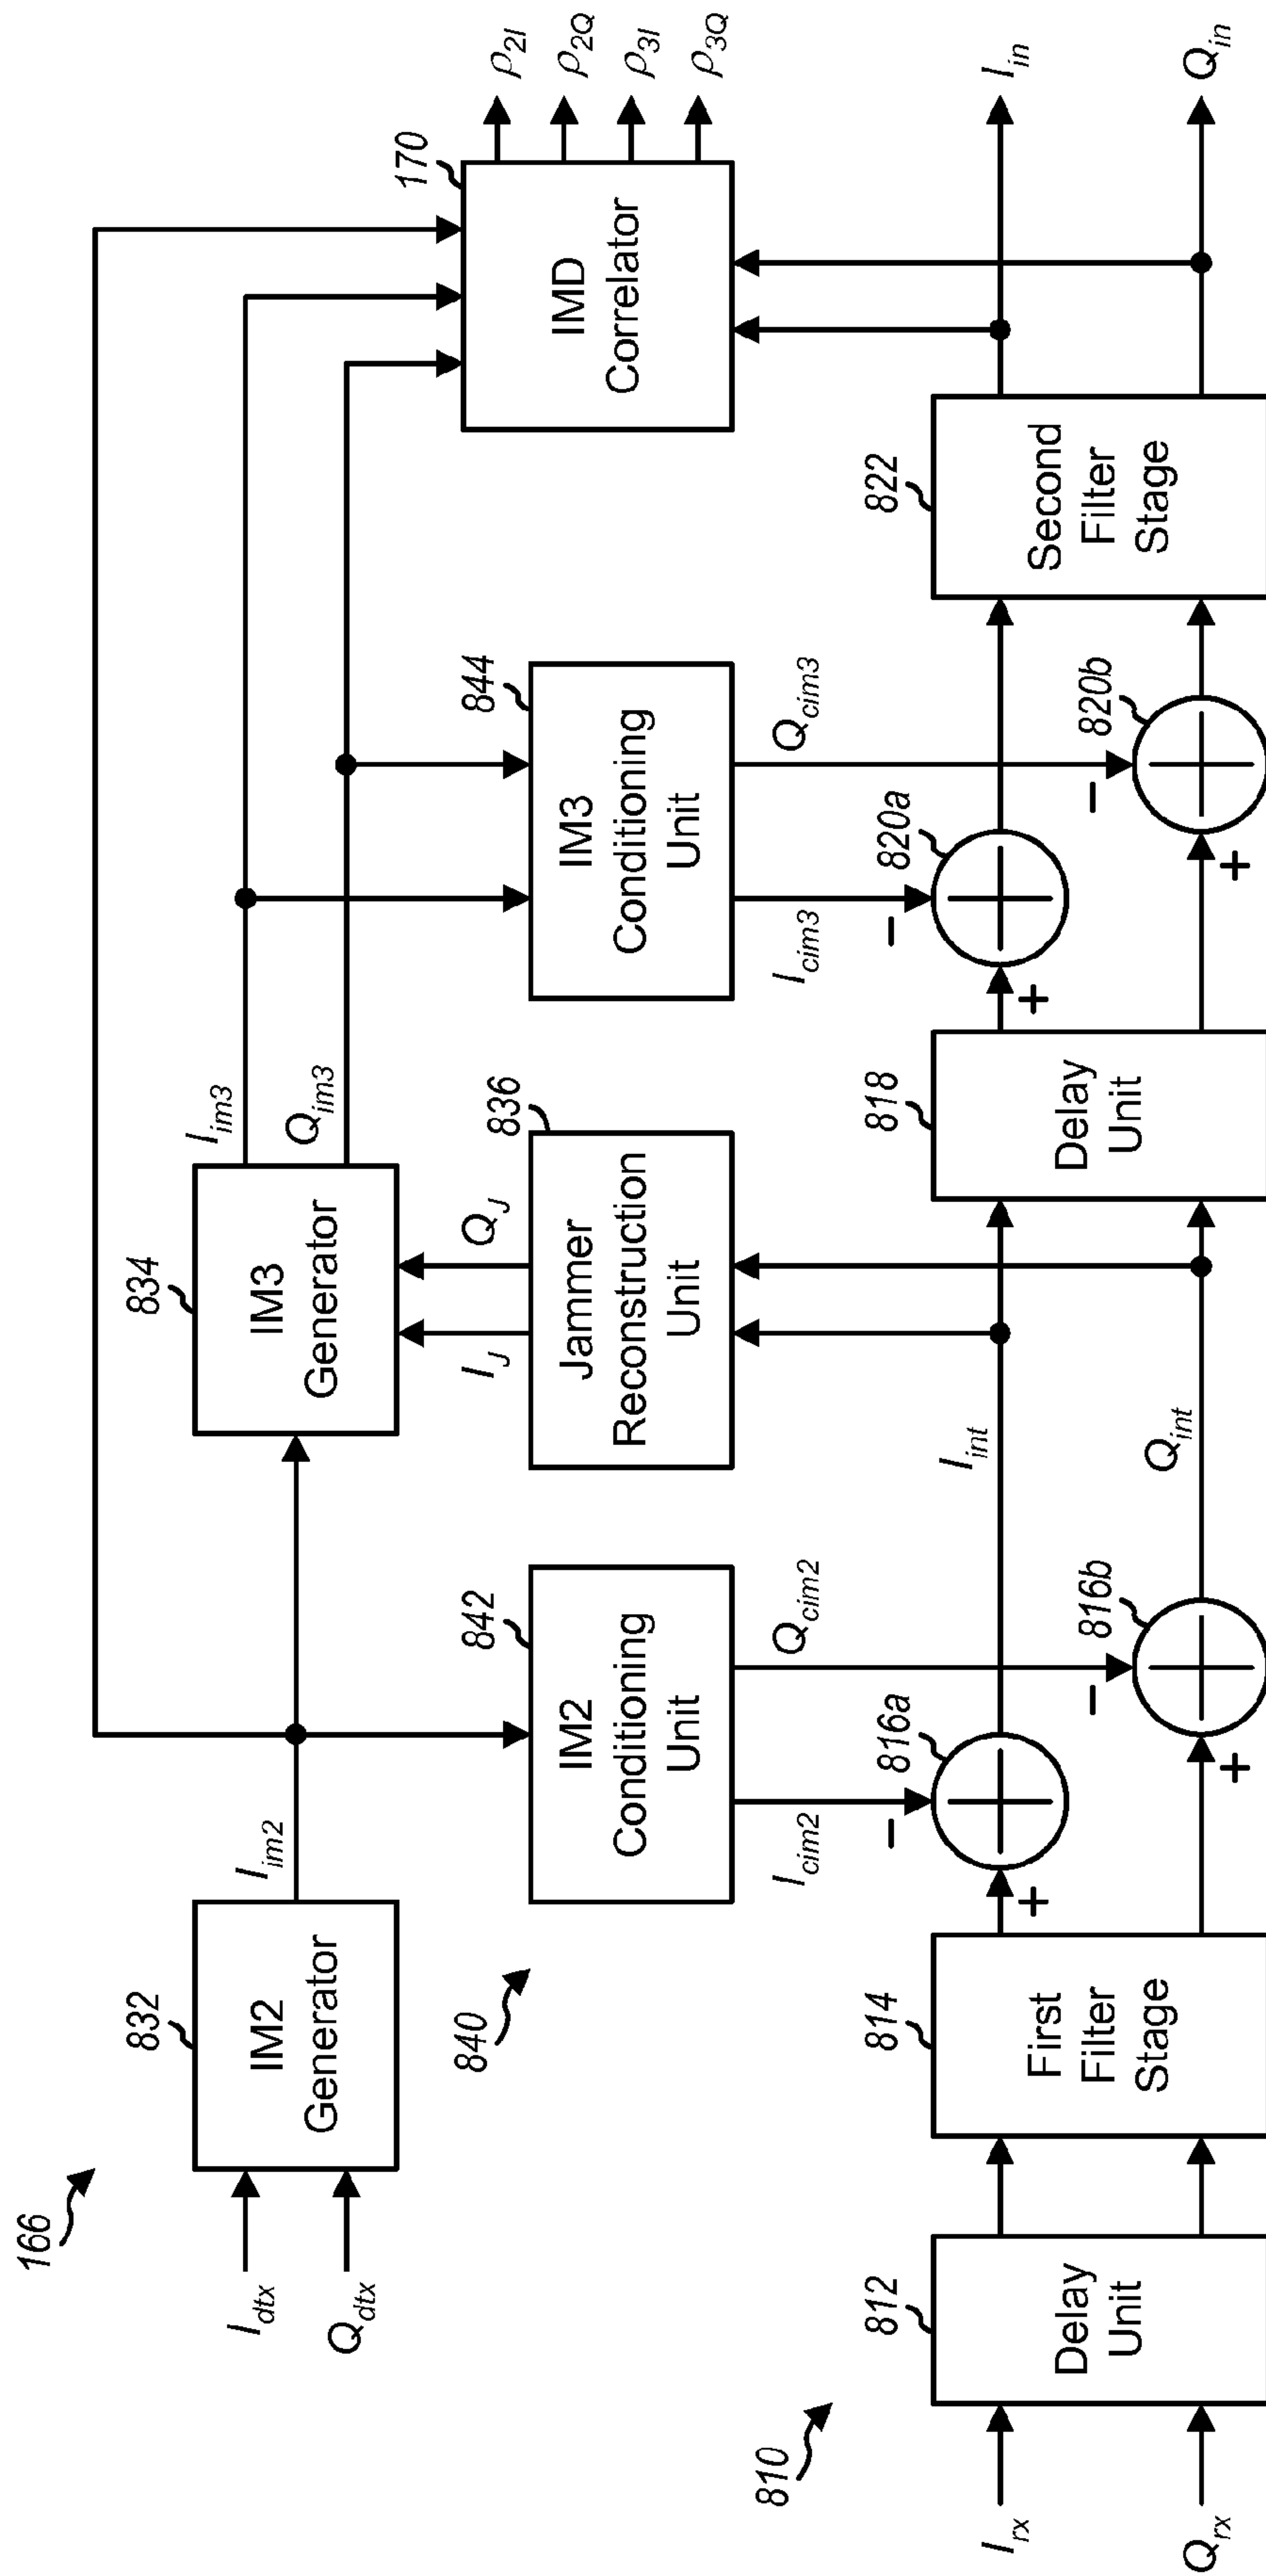 166
832
IM2
Generator
I_dtx
Q_dtx
I_im2
834
IM3
Generator
I_im3
Q_im3
I_J
Q_J
836
Jammer
Reconstruction
Unit
840
842
IM2
Conditioning
Unit
I_cim2
Q_cim2
844
IM3
Conditioning
Unit
I_cim3
Q_cim3
170
IMD
Correlator
ρ_2I
ρ_2Q
ρ_3I
ρ_3Q
810
I_rx
Q_rx
812
Delay
Unit
814
First
Filter
Stage
+
−
816a
+
−
816b
I_int
Q_int
818
Delay
Unit
+
−
820a
+
−
820b
822
Second
Filter
Stage
I_in
Q_in